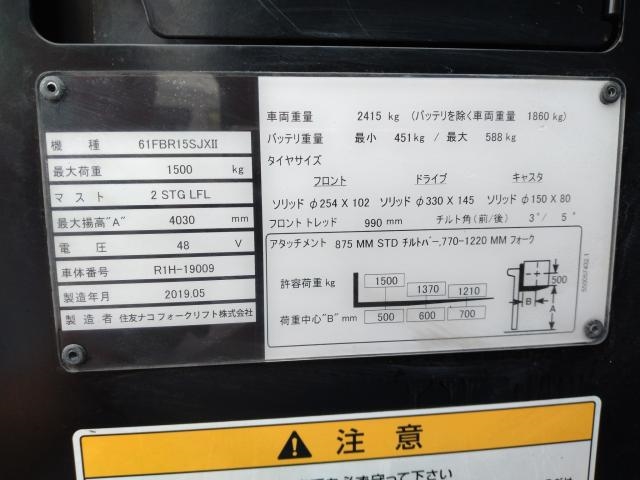 機 種 61FBR15SJXII
最大荷重 1500 kg
マスト 2 STG LFL
最大揚高"A" 4030 mm
電 圧 48 V
車体番号 R1H-19009
製造年月 2019.05
製造者 住友ナコフォークリフト株式会社
車両重量 2415 kg (バッテリを除く車両重量 1860 kg)
バッテリ重量 最小 451kg / 最大 588 kg
タイヤサイズ
フロント ドライブ キャスタ
ソリッド φ254 X 102 ソリッド φ330 X 145 ソリッド φ150 X 80
フロントトレッド 990 mm チルト角(前/後) 3° / 5°
アタッチメント 875 MM STD チルトバー,770-1220 MM フォーク
許容荷重 kg 1500 1370 1210
荷重中心"B" mm 500 600 700
500
B
A
注意
必ず守って下さい